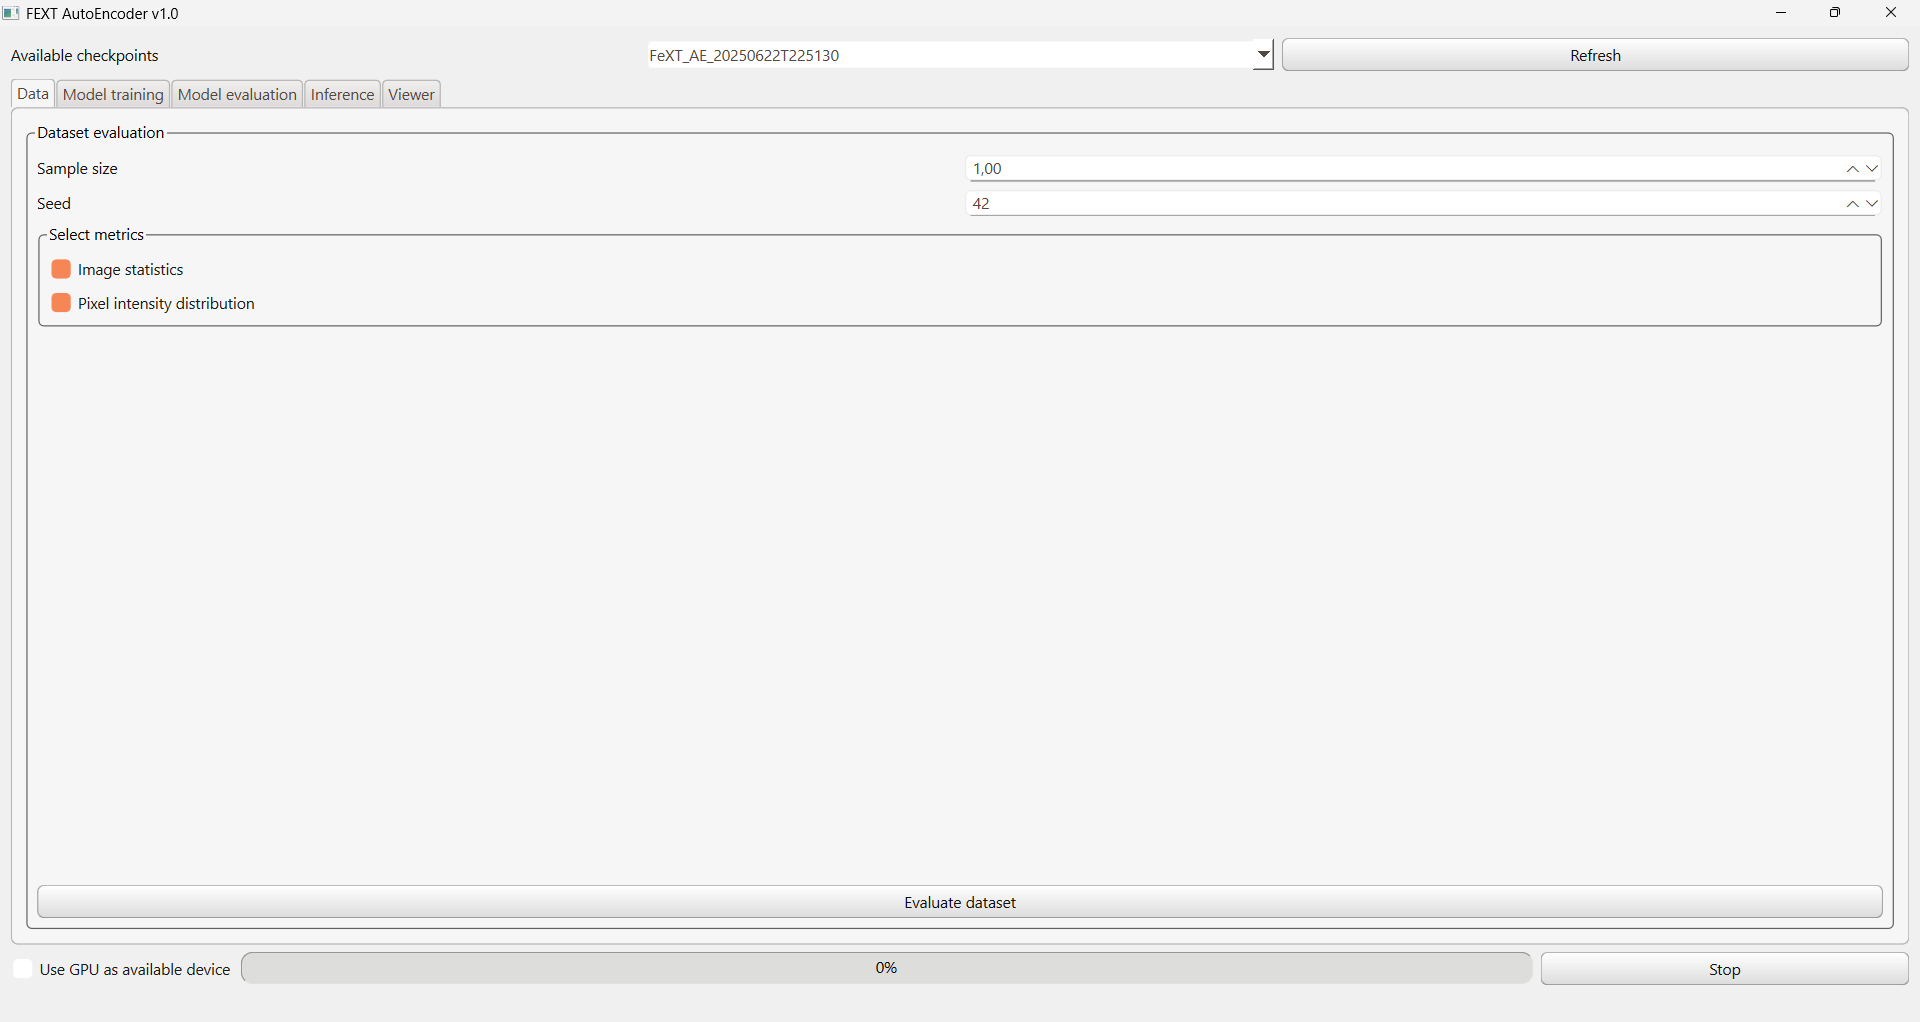 FEXT AutoEncoder v1.0
Available checkpoints FeXT_AE_20250622T225130 Refresh
Data Model training Model evaluation Inference Viewer
Dataset evaluation
Sample size 1,00
Seed 42
Select metrics
Image statistics
Pixel intensity distribution
Evaluate dataset
Use GPU as available device 0% Stop